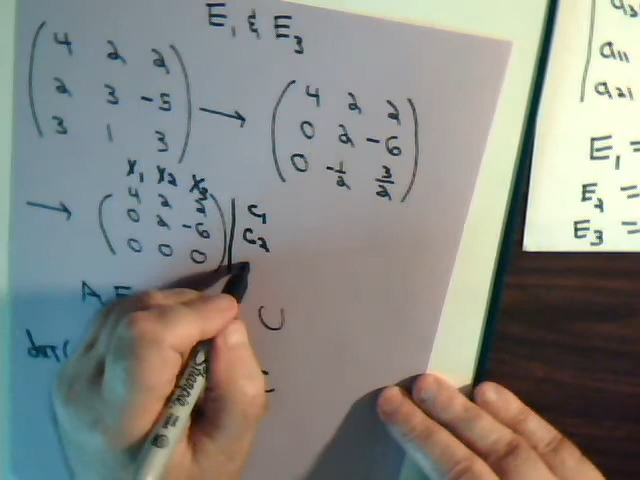 E₁ & E₃
4 2 2
2 3 -5
3 1 3
→
4 2 2
0 2 -6
0 -1/2 3/2
→
x₁ x₂ x₃
4 2 2 | C₁
0 2 -6 | C₂
0 0 0 |
A E
det(
C
Sharpie
a₁₁
a₂₁
E₁ =
E₂ =
E₃ =